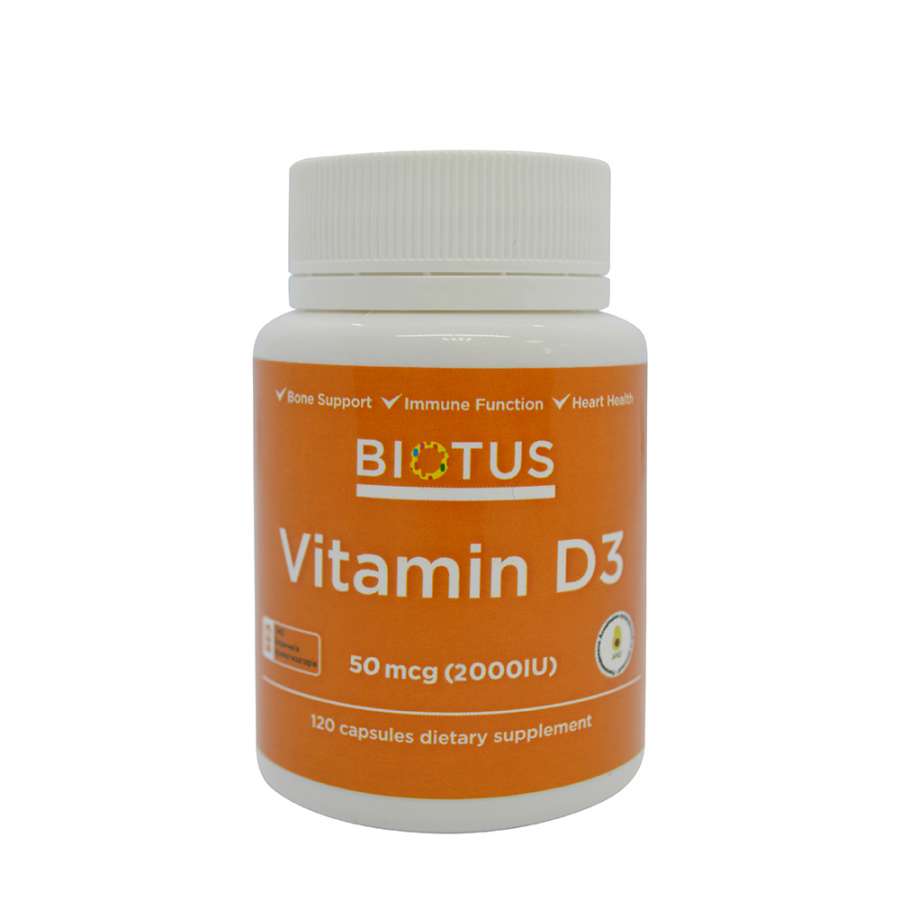 Bone Support Immune Function Heart Health
BIOTUS
Vitamin D3
50 mcg (2000IU)
120 capsules dietary supplement